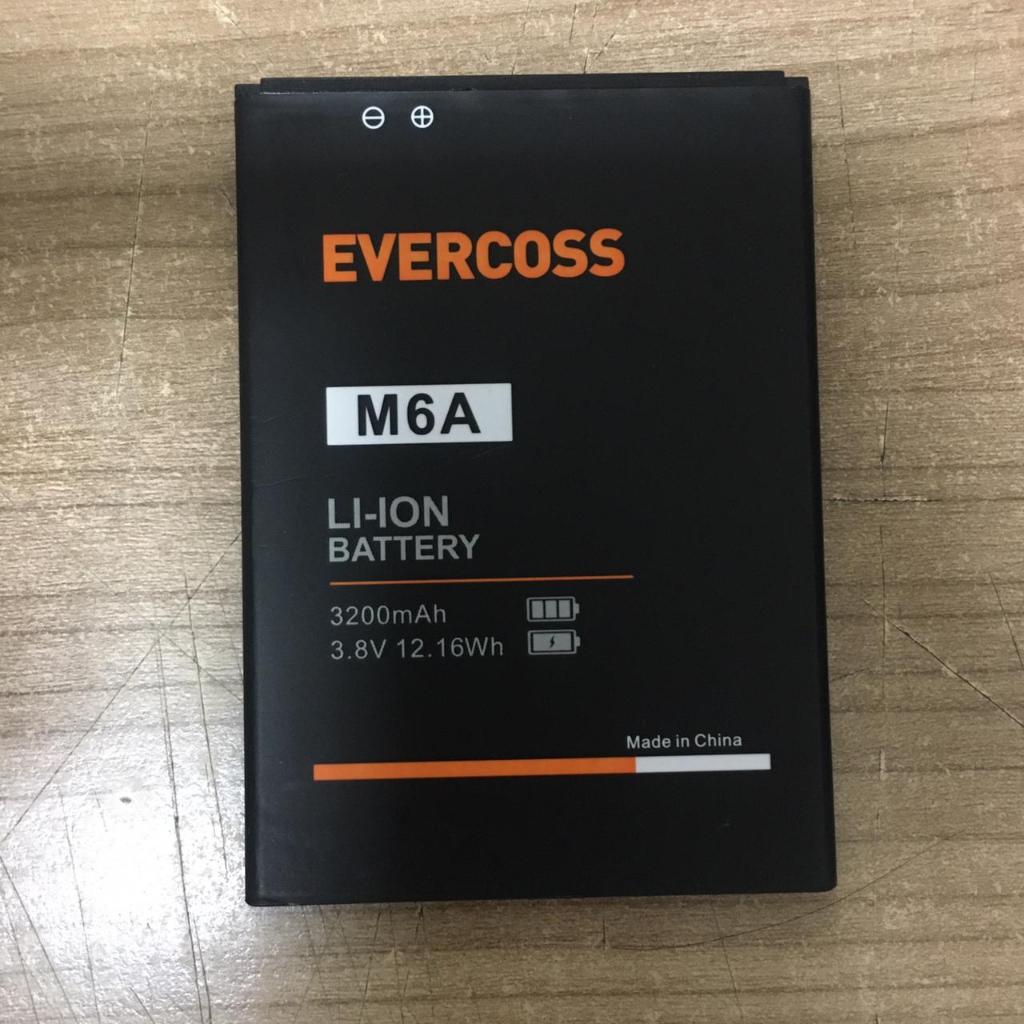 ⊖ ⊕
EVERCOSS
M6A
LI-ION
BATTERY
3200mAh
3.8V 12.16Wh
Made in China